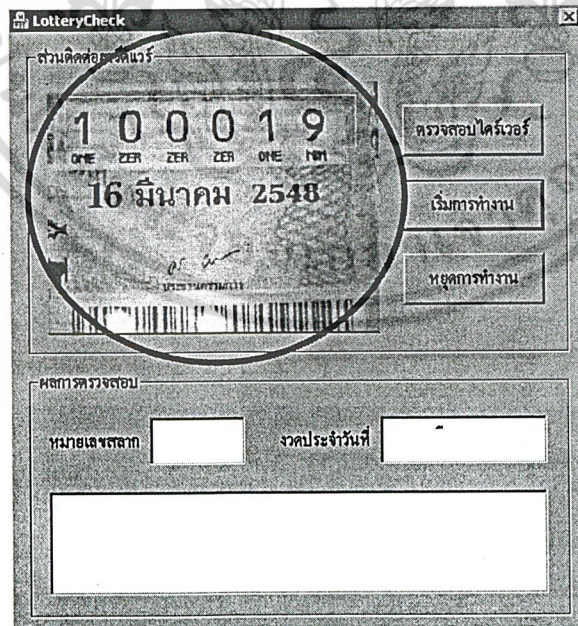 LotteryCheck
ส่วนติดต่อฮาร์ดแวร์
1 0 0 0 1 9
ONE ZER ZER ZER ONE NIN
16 มีนาคม 2548
ตรวจสอบไดร์เวอร์
เริ่มการทำงาน
หยุดการทำงาน
ผลการตรวจสอบ
หมายเลขสลาก
งวดประจำวันที่